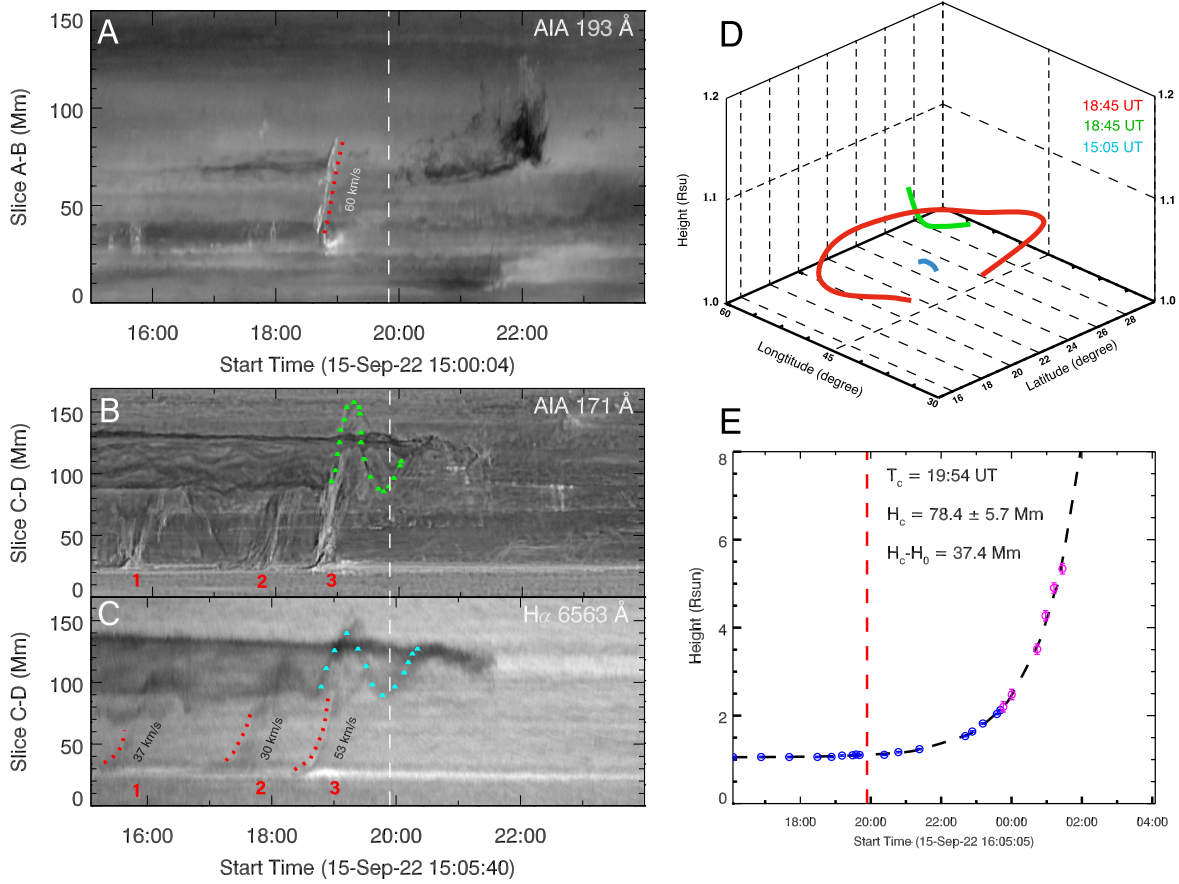 A
AIA 193 Å
150
100
50
0
Slice A-B (Mm)
60 km/s
16:00 18:00 20:00 22:00
Start Time (15-Sep-22 15:00:04)
B
AIA 171 Å
150
100
50
0
Slice C-D (Mm)
1 2 3
C
Hα 6563 Å
150
100
50
0
Slice C-D (Mm)
37 km/s
30 km/s
53 km/s
1 2 3
16:00 18:00 20:00 22:00
Start Time (15-Sep-22 15:05:40)
D
18:45 UT
18:45 UT
15:05 UT
1.2
1.1
1.0
Height (Rsu)
1.2
1.1
1.0
60
45
30
Longtitude (degree)
16
18
20
22
24
26
28
Latitude (degree)
E
Tc = 19:54 UT
Hc = 78.4 ± 5.7 Mm
Hc-H0 = 37.4 Mm
8
6
4
2
0
Height (Rsun)
18:00 20:00 22:00 00:00 02:00 04:00
Start Time (15-Sep-22 16:05:05)